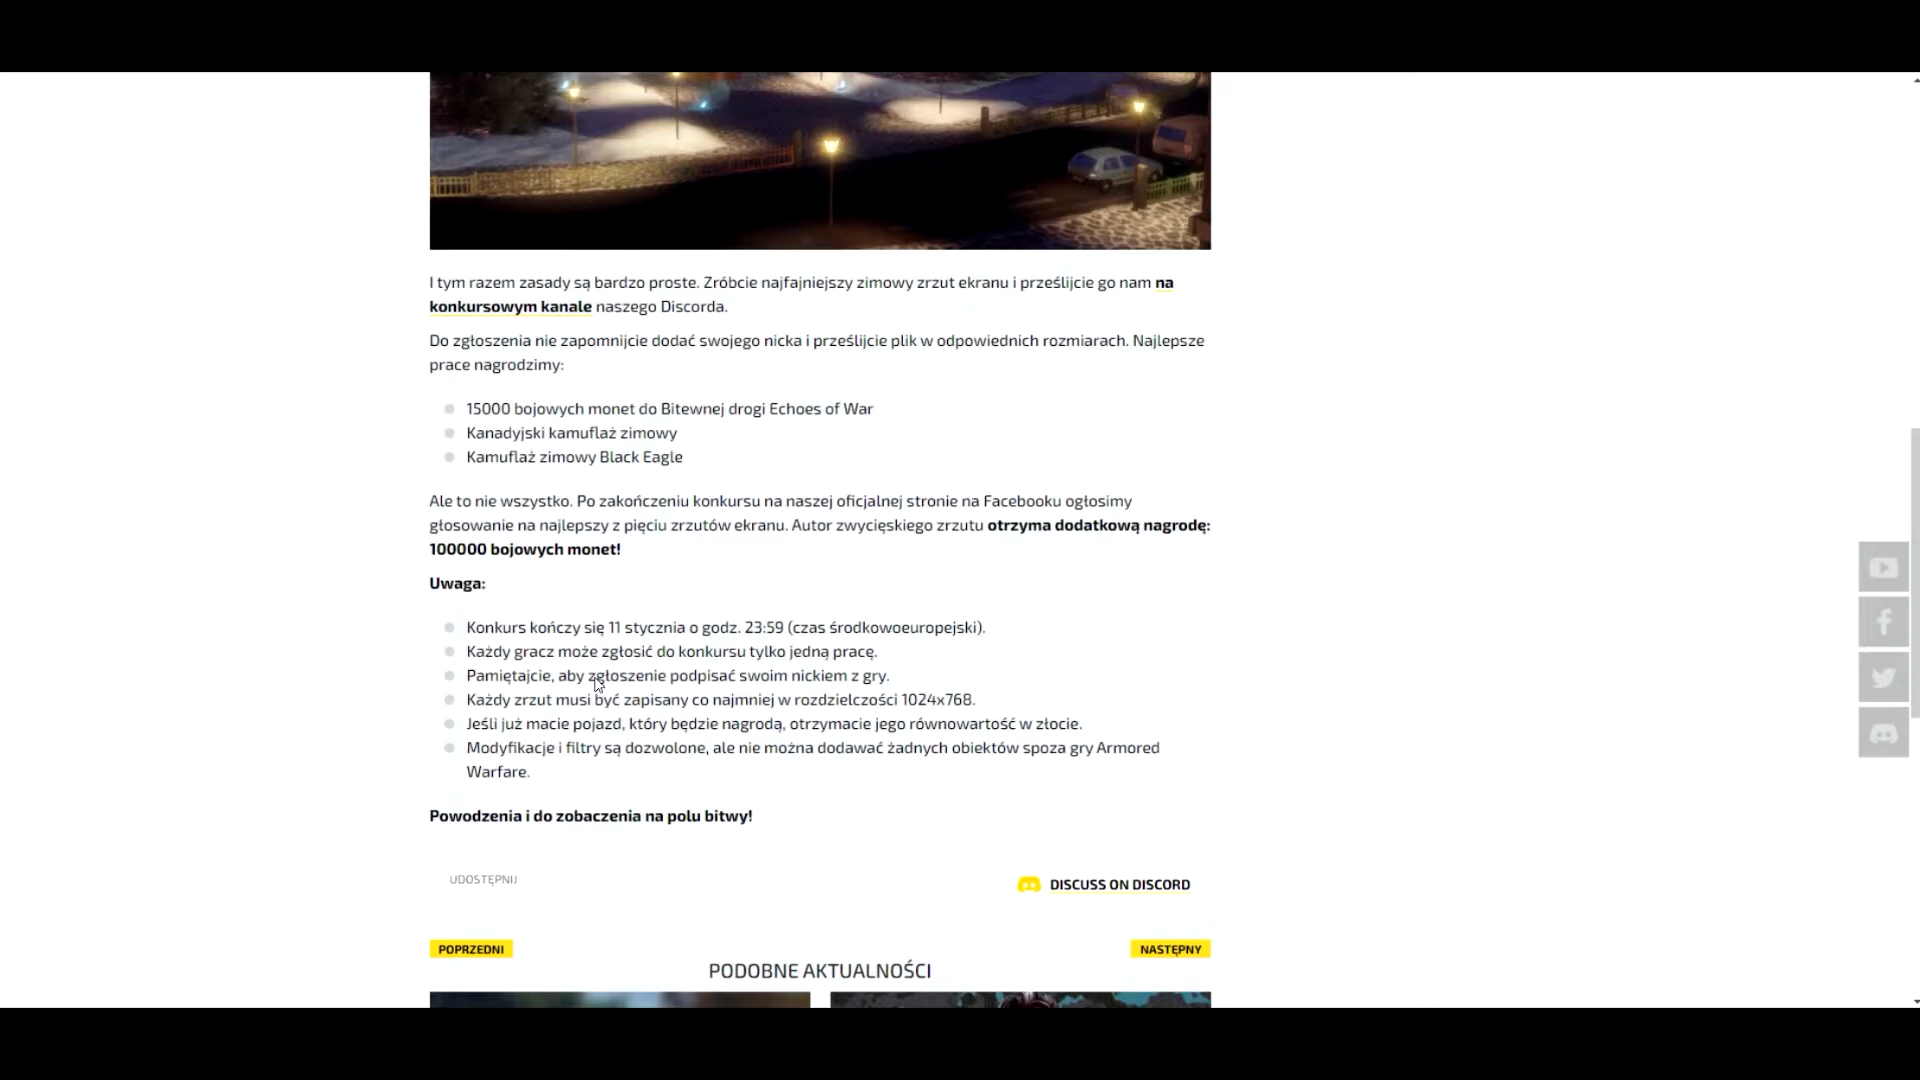 I tym razem zasady są bardzo proste. Zróbcie najfajniejszy zimowy zrzut ekranu i prześlijcie go nam na
konkursowym kanale naszego Discorda.
Do zgłoszenia nie zapomnijcie dodać swojego nicka i prześlijcie plik w odpowiednich rozmiarach. Najlepsze
prace nagrodzimy:
15000 bojowych monet do Bitewnej drogi Echoes of War
Kanadyjski kamuflaż zimowy
Kamuflaż zimowy Black Eagle
Ale to nie wszystko. Po zakończeniu konkursu na naszej oficjalnej stronie na Facebooku ogłosimy
głosowanie na najlepszy z pięciu zrzutów ekranu. Autor zwycięskiego zrzutu otrzyma dodatkową nagrodę:
100000 bojowych monet!
Uwaga:
Konkurs kończy się 11 stycznia o godz. 23:59 (czas środkowoeuropejski).
Każdy gracz może zgłosić do konkursu tylko jedną pracę.
Pamiętajcie, aby zgłoszenie podpisać swoim nickiem z gry.
Każdy zrzut musi być zapisany co najmniej w rozdzielczości 1024x768.
Jeśli już macie pojazd, który będzie nagrodą, otrzymacie jego równowartość w złocie.
Modyfikacje i filtry są dozwolone, ale nie można dodawać żadnych obiektów spoza gry Armored
Warfare.
Powodzenia i do zobaczenia na polu bitwy!
UDOSTĘPNIJ
DISCUSS ON DISCORD
POPRZEDNI
NASTĘPNY
PODOBNE AKTUALNOŚCI